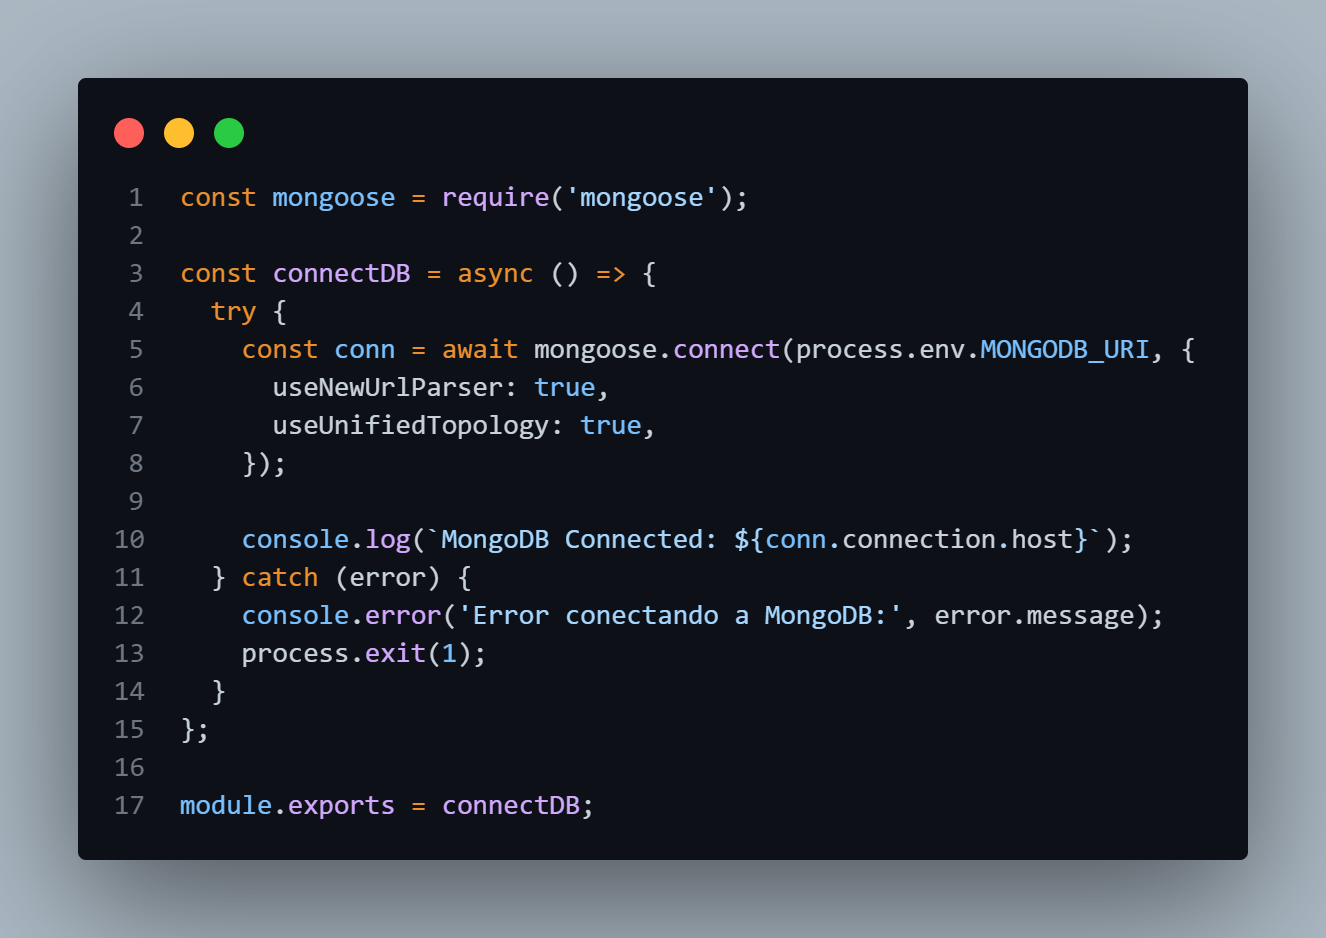 1 const mongoose = require('mongoose');
2
3 const connectDB = async () => {
4   try {
5     const conn = await mongoose.connect(process.env.MONGODB_URI, {
6       useNewUrlParser: true,
7       useUnifiedTopology: true,
8     });
9
10     console.log(`MongoDB Connected: ${conn.connection.host}`);
11   } catch (error) {
12     console.error('Error conectando a MongoDB:', error.message);
13     process.exit(1);
14   }
15 };
16
17 module.exports = connectDB;